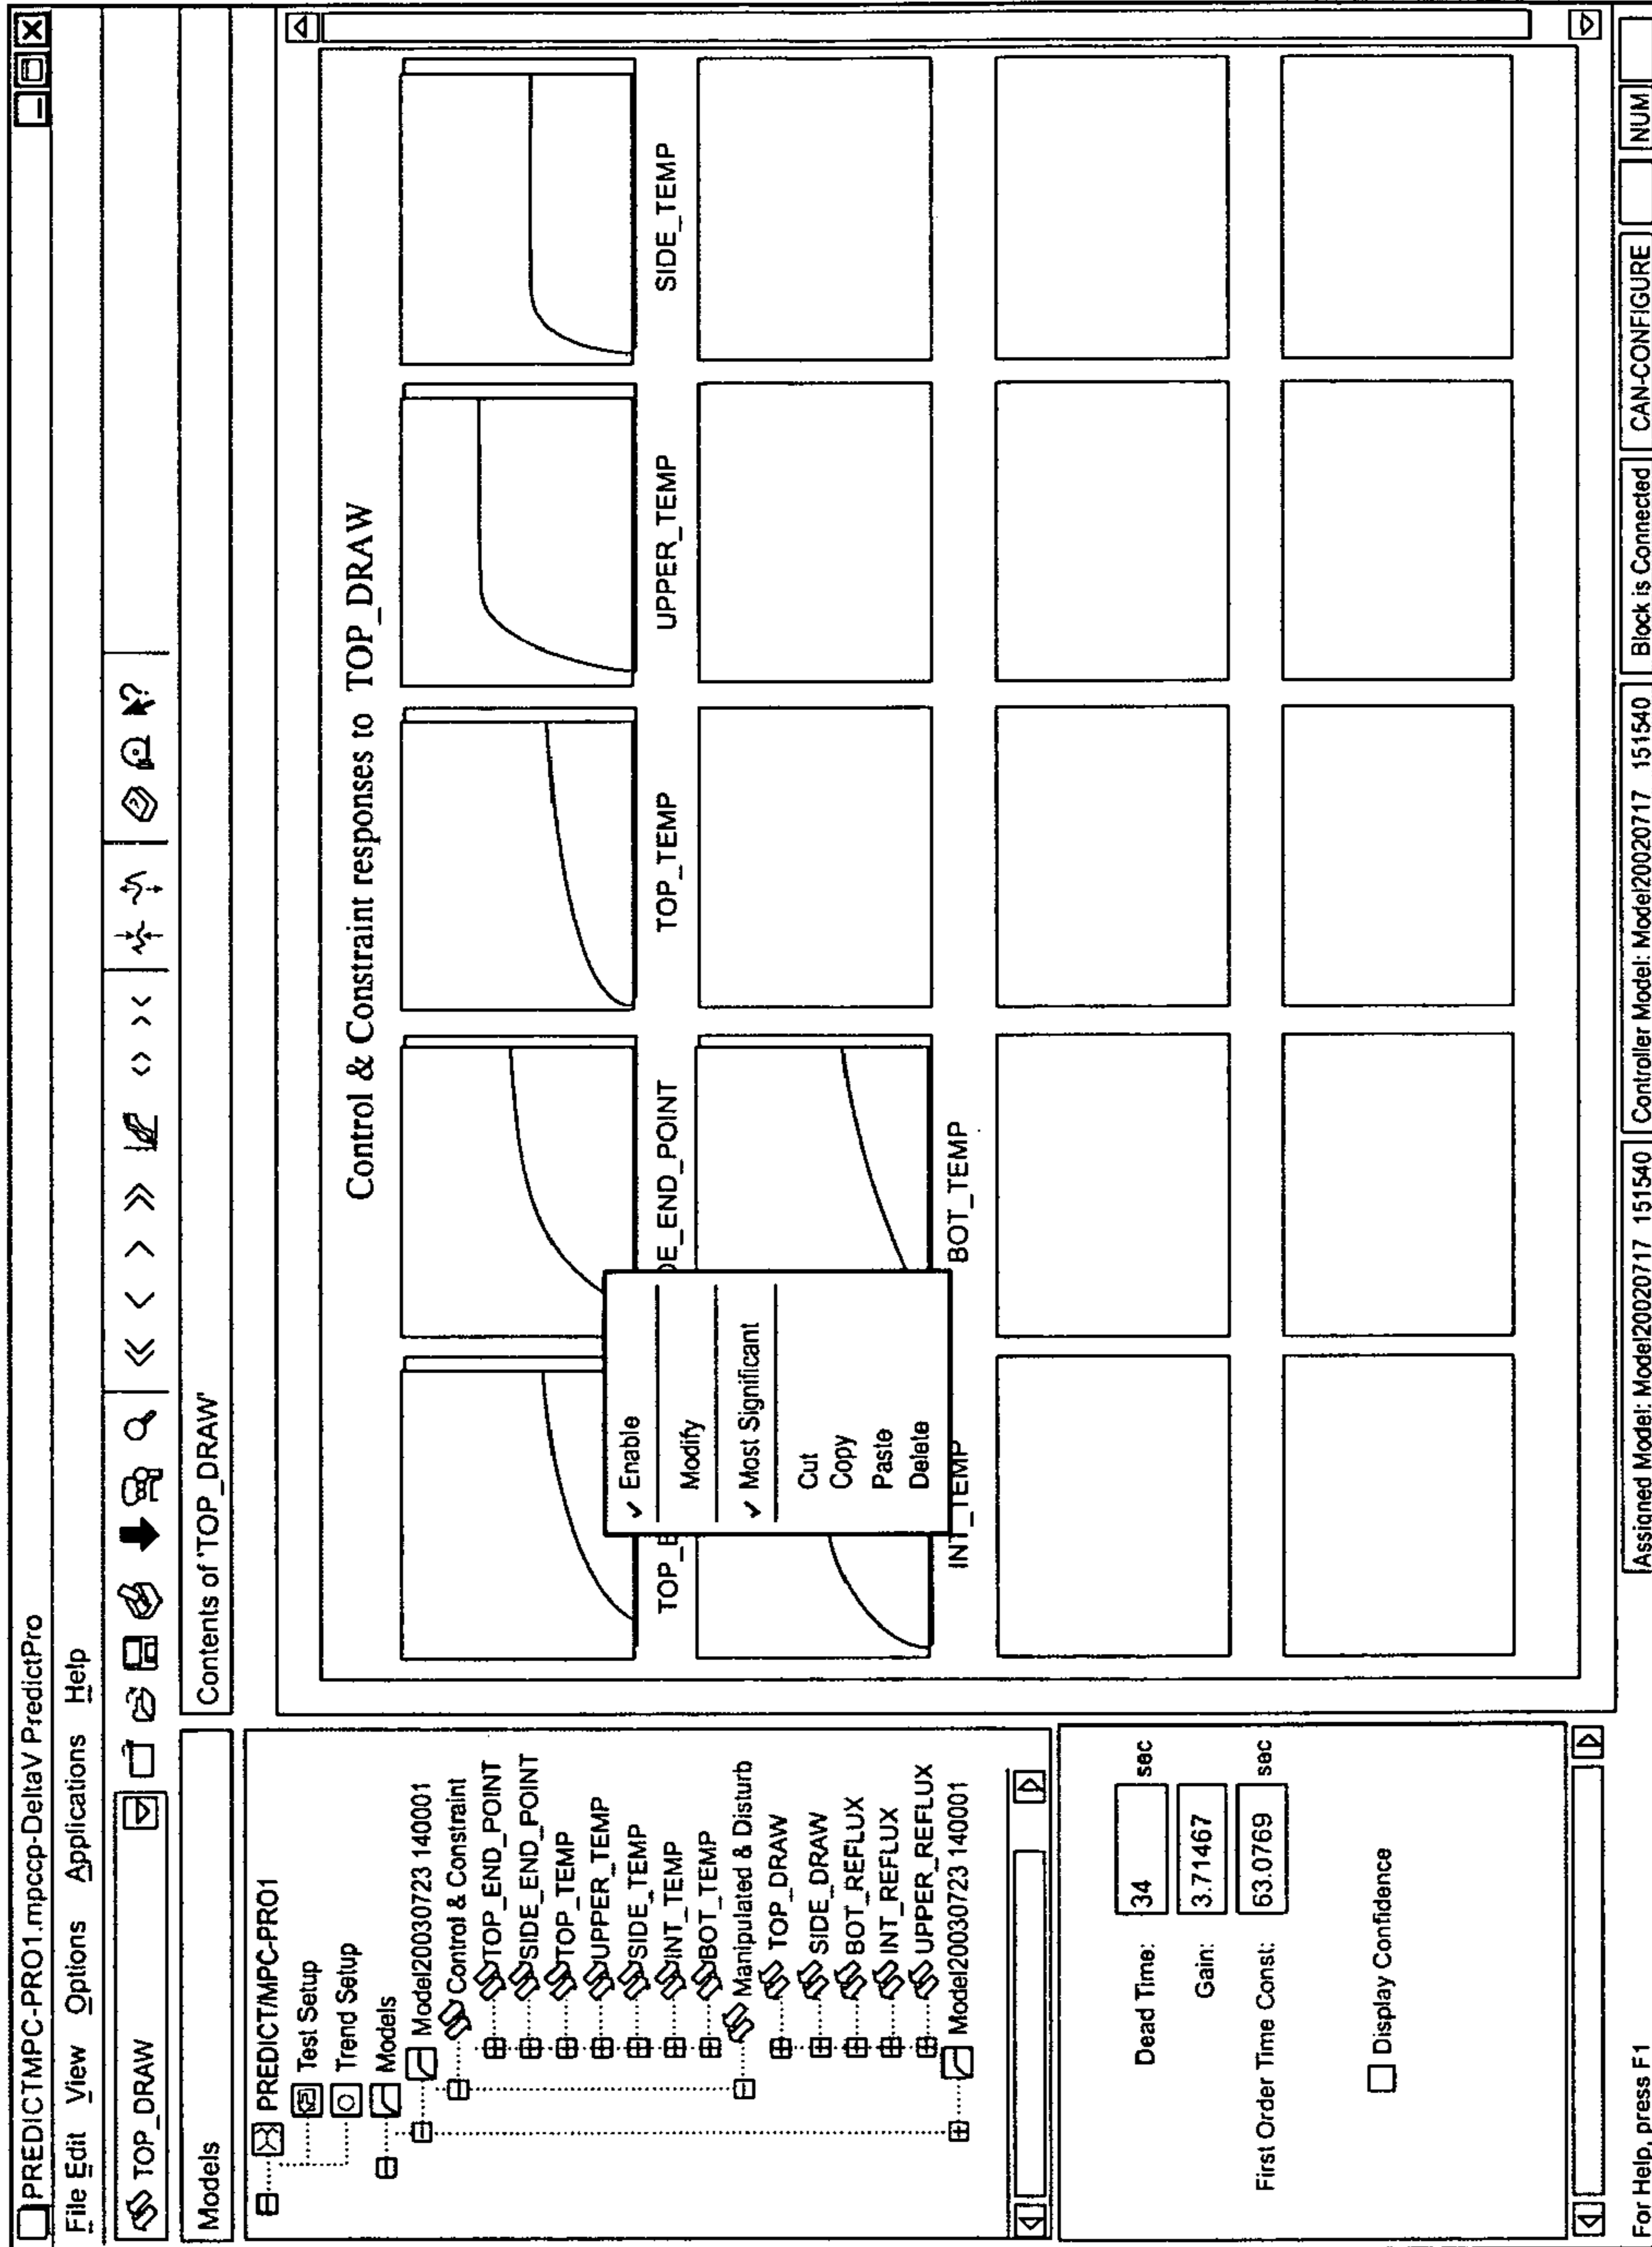 PREDICTMPC-PRO1.mpccp-DeltaV PredictPro
File Edit View Options Applications Help
TOP_DRAW
Models
Contents of 'TOP_DRAW'
PREDICT/MPC-PRO1
Test Setup
Trend Setup
Models
Model20030723 140001
Control & Constraint
TOP_END_POINT
SIDE_END_POINT
TOP_TEMP
UPPER_TEMP
SIDE_TEMP
INT_TEMP
BOT_TEMP
Manipulated & Disturb
TOP_DRAW
SIDE_DRAW
BOT_REFLUX
INT_REFLUX
UPPER_REFLUX
Model20030723 140001
Dead Time: 34 sec
Gain: 3.71467
First Order Time Const: 63.0769 sec
Display Confidence
Control & Constraint responses to TOP_DRAW
DE_END_POINT
TOP_TEMP
UPPER_TEMP
SIDE_TEMP
✓ Enable
Modify
✓ Most Significant
Cut
Copy
Paste
Delete
INT_TEMP
BOT_TEMP
For Help, press F1
Assigned Model: Model20020717 151540
Controller Model: Model20020717 151540
Block is Connected
CAN-CONFIGURE
NUM